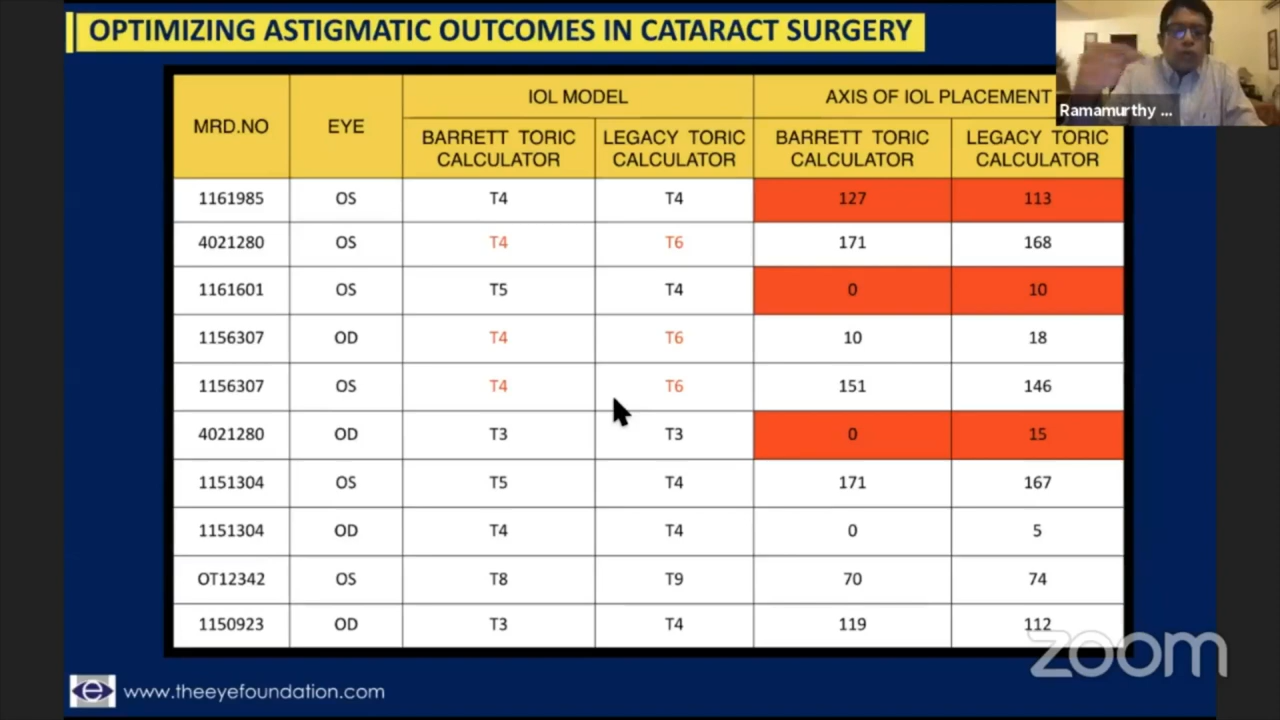 OPTIMIZING ASTIGMATIC OUTCOMES IN CATARACT SURGERY
Ramamurthy ...
MRD.NO EYE IOL MODEL AXIS OF IOL PLACEMENT
BARRETT TORIC CALCULATOR LEGACY TORIC CALCULATOR BARRETT TORIC CALCULATOR LEGACY TORIC CALCULATOR
1161985 OS T4 T4 127 113
4021280 OS T4 T6 171 168
1161601 OS T5 T4 0 10
1156307 OD T4 T6 10 18
1156307 OS T4 T6 151 146
4021280 OD T3 T3 0 15
1151304 OS T5 T4 171 167
1151304 OD T4 T4 0 5
OT12342 OS T8 T9 70 74
1150923 OD T3 T4 119 112
zoom
e www.theeyefoundation.com